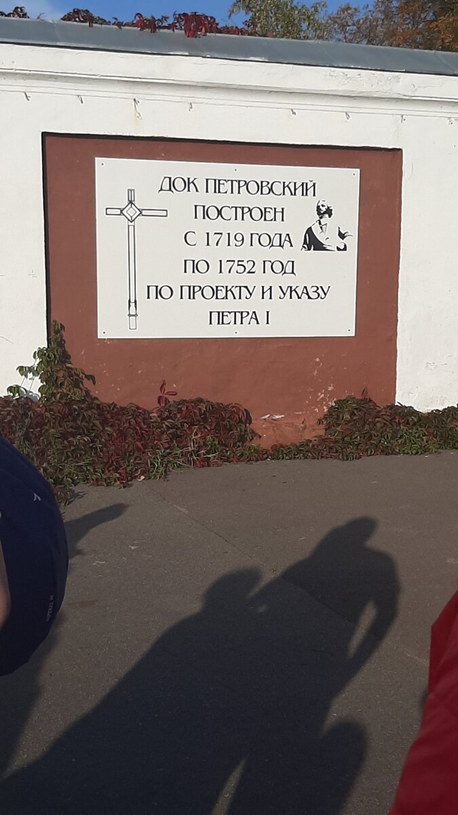 ДОК ПЕТРОВСКИЙ
ПОСТРОЕН
С 1719 ГОДА
ПО 1752 ГОД
ПО ПРОЕКТУ И УКАЗУ
ПЕТРА I